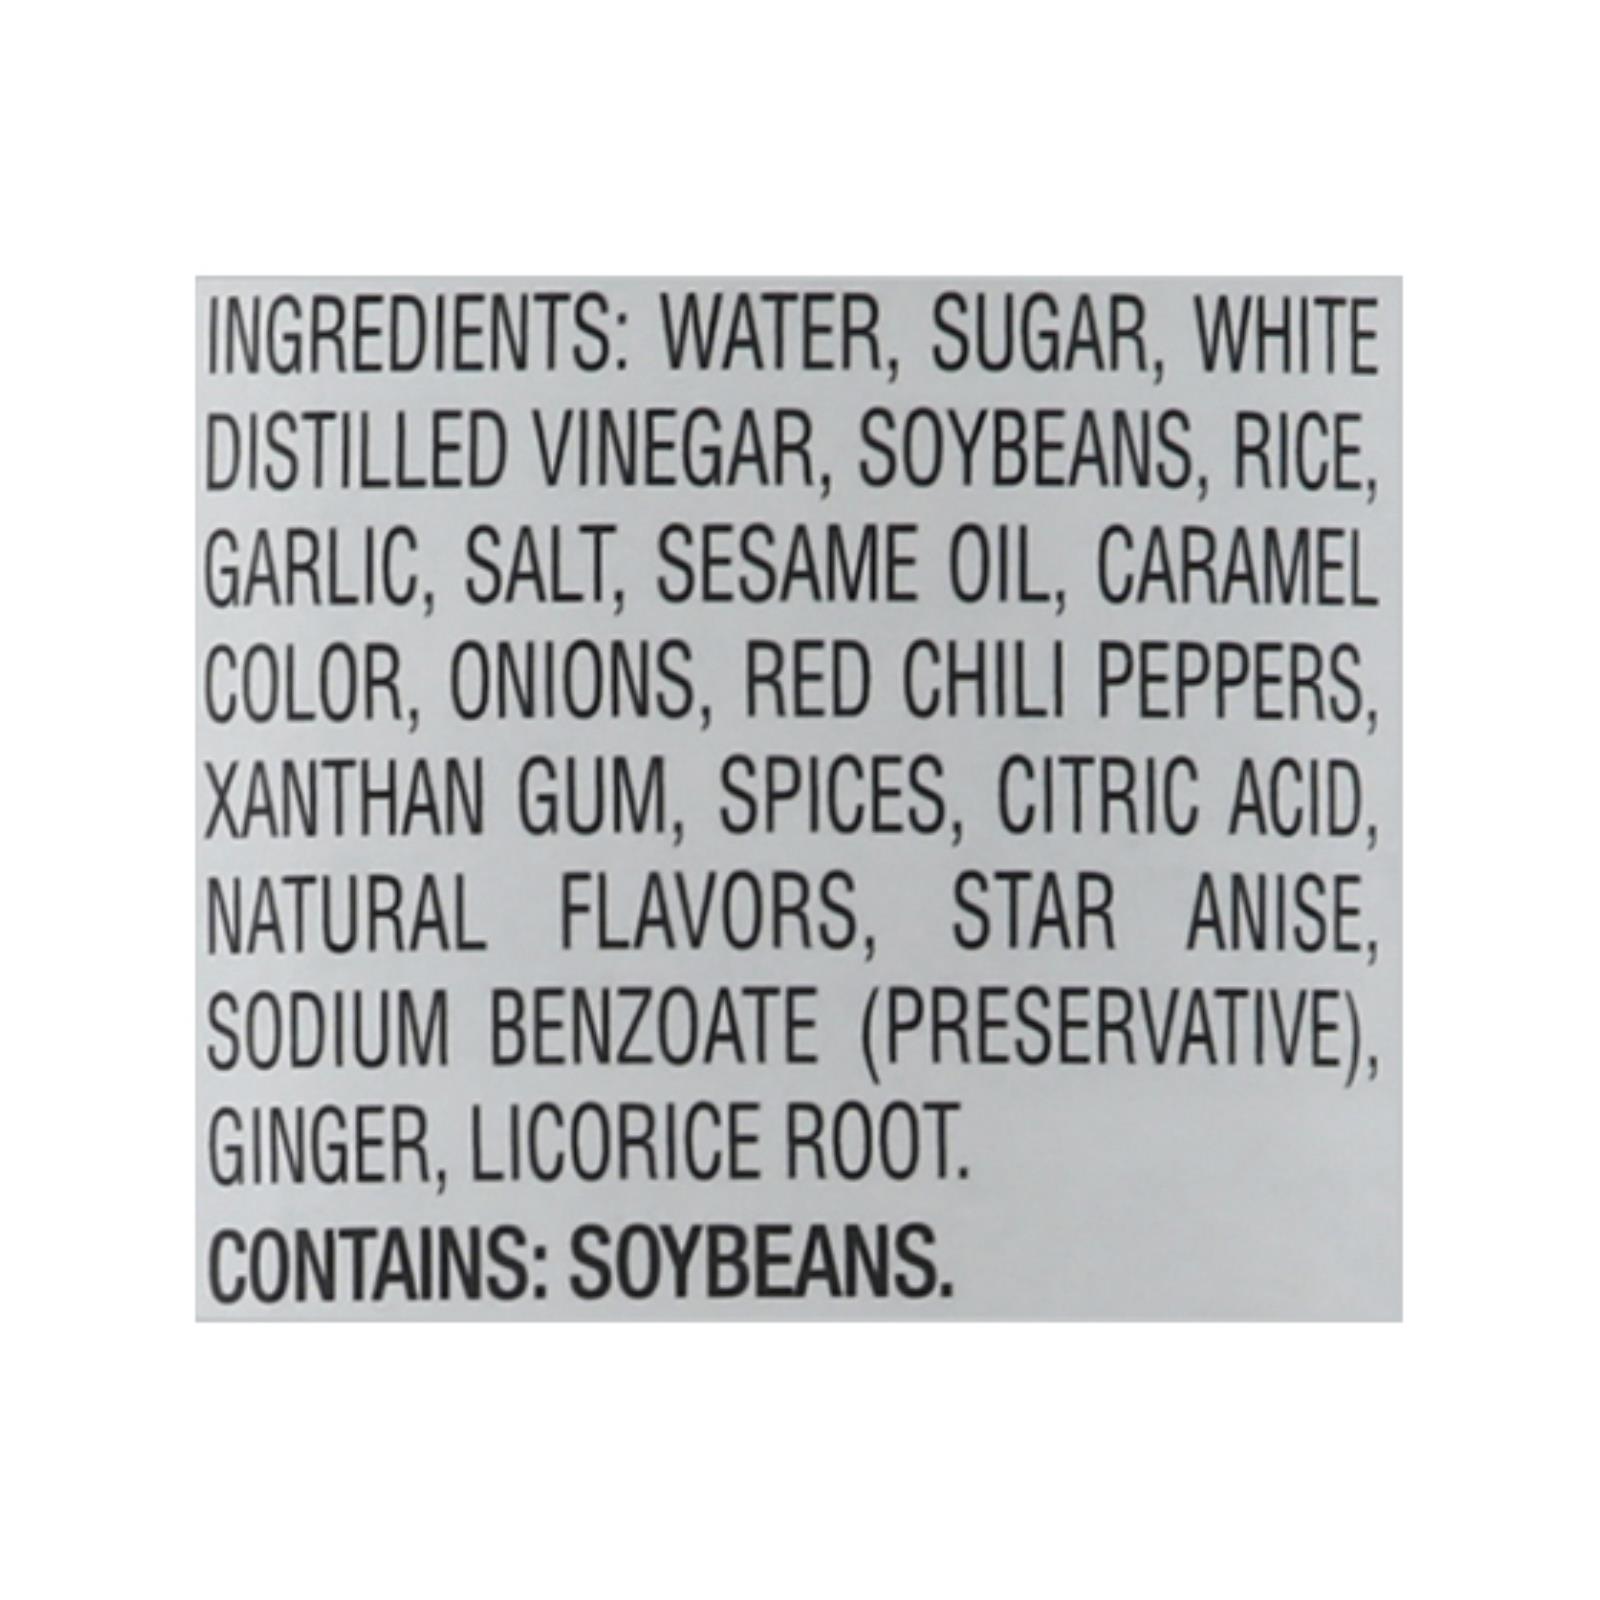 INGREDIENTS: WATER, SUGAR, WHITE
DISTILLED VINEGAR, SOYBEANS, RICE,
GARLIC, SALT, SESAME OIL, CARAMEL
COLOR, ONIONS, RED CHILI PEPPERS,
XANTHAN GUM, SPICES, CITRIC ACID,
NATURAL FLAVORS, STAR ANISE,
SODIUM BENZOATE (PRESERVATIVE),
GINGER, LICORICE ROOT.
CONTAINS: SOYBEANS.